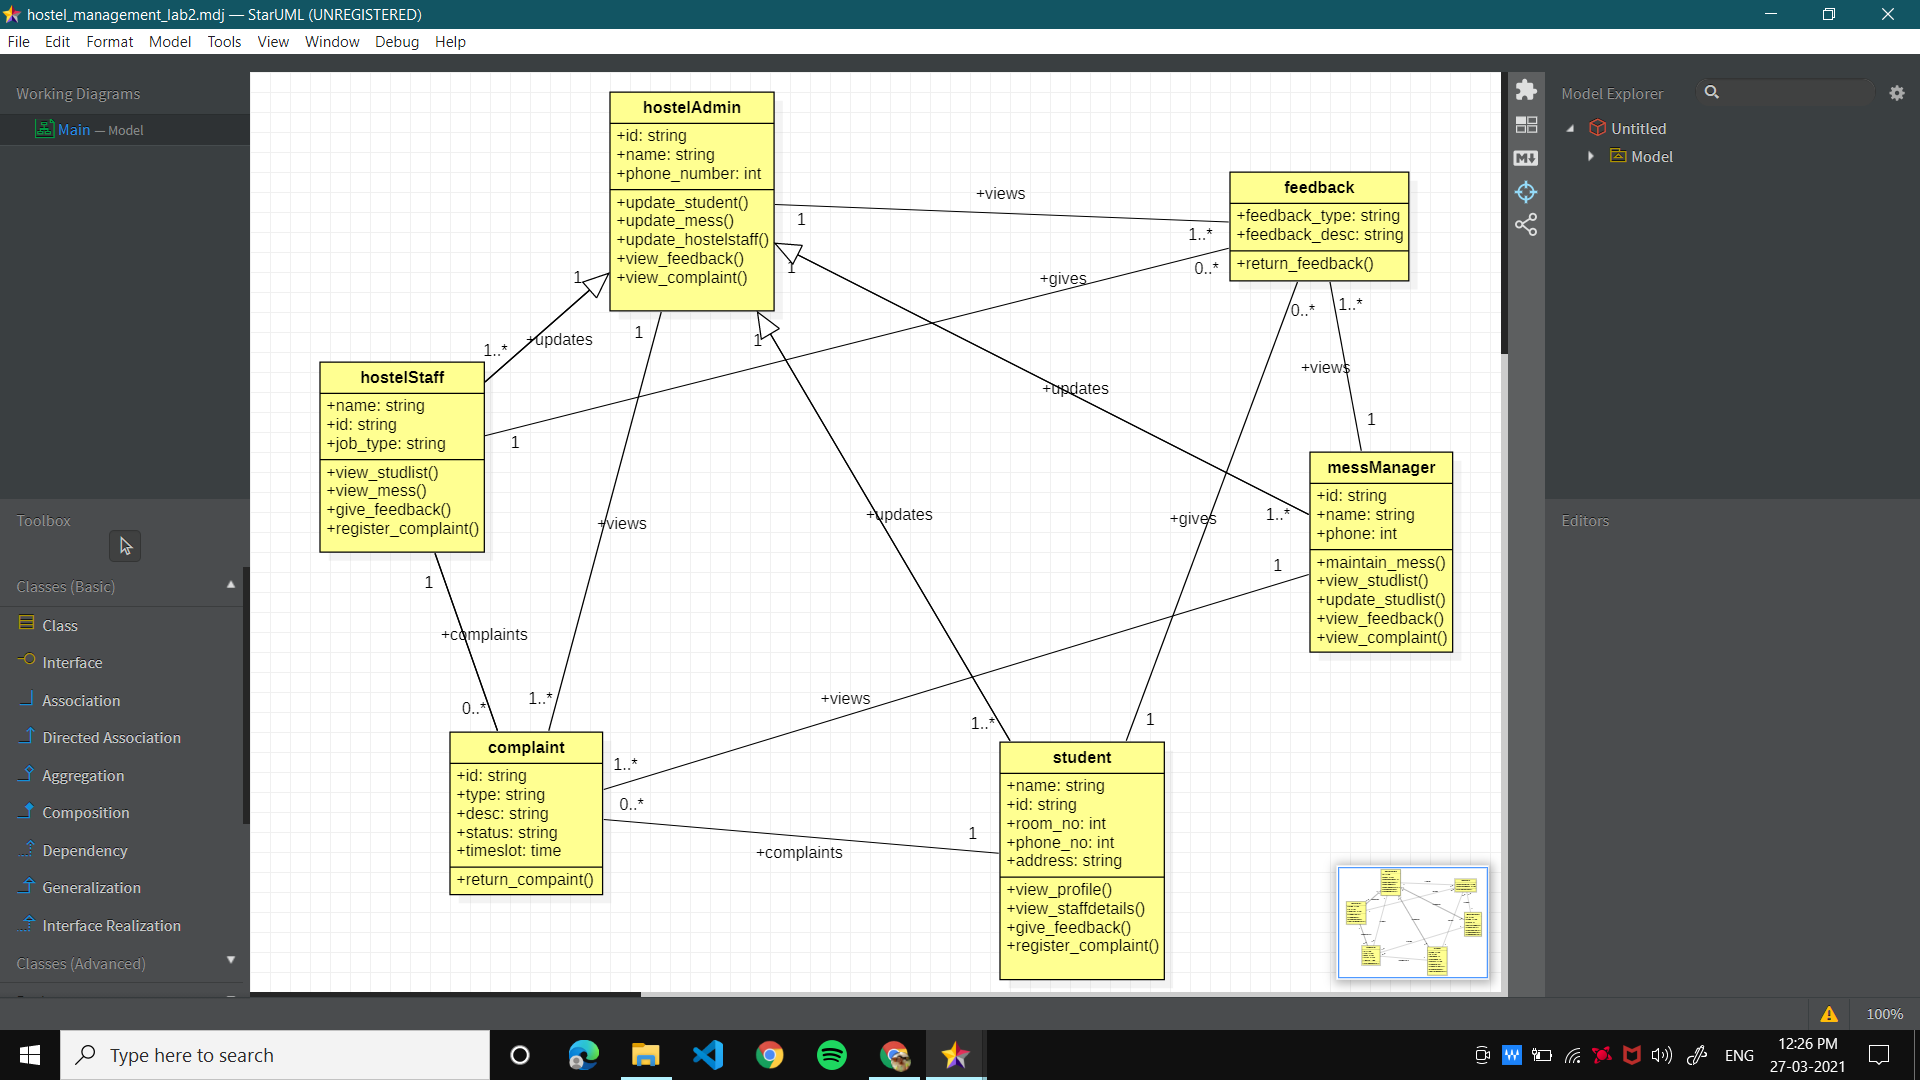 hostel_management_lab2.mdj — StarUML (UNREGISTERED)
File Edit Format Model Tools View Window Debug Help
Working Diagrams
Main — Model
Toolbox
Classes (Basic)
Class
Interface
Association
Directed Association
Aggregation
Composition
Dependency
Generalization
Interface Realization
Classes (Advanced)
hostelAdmin
+id: string
+name: string
+phone_number: int
+update_student()
+update_mess()
+update_hostelstaff()
+view_feedback()
+view_complaint()
feedback
+feedback_type: string
+feedback_desc: string
+return_feedback()
hostelStaff
+name: string
+id: string
+job_type: string
+view_studlist()
+view_mess()
+give_feedback()
+register_complaint()
messManager
+id: string
+name: string
+phone: int
+maintain_mess()
+view_studlist()
+update_studlist()
+view_feedback()
+view_complaint()
complaint
+id: string
+type: string
+desc: string
+status: string
+timeslot: time
+return_compaint()
student
+name: string
+id: string
+room_no: int
+phone_no: int
+address: string
+view_profile()
+view_staffdetails()
+give_feedback()
+register_complaint()
+views
1
1..*
+gives
0..*
1
+updates
1
1..*
+views
1
1..*
+updates
1
1..*
+updates
1
1..*
+gives
0..*
1
+views
1..*
1
+complaints
1
0..*
+views
1
1..*
+complaints
0..*
1
Model Explorer
Untitled
Model
Editors
100%
Type here to search
ENG
12:26 PM
27-03-2021